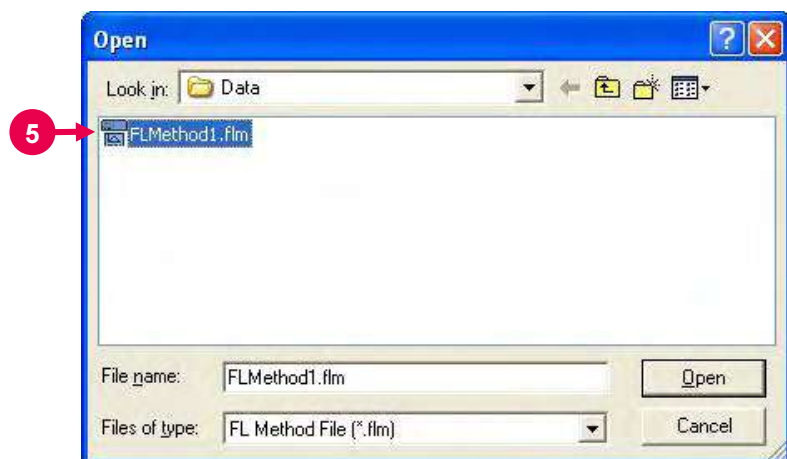 Open
Look in: Data
5
FLMethod1.flm
File name: FLMethod1.flm Open
Files of type: FL Method File (*.flm) Cancel